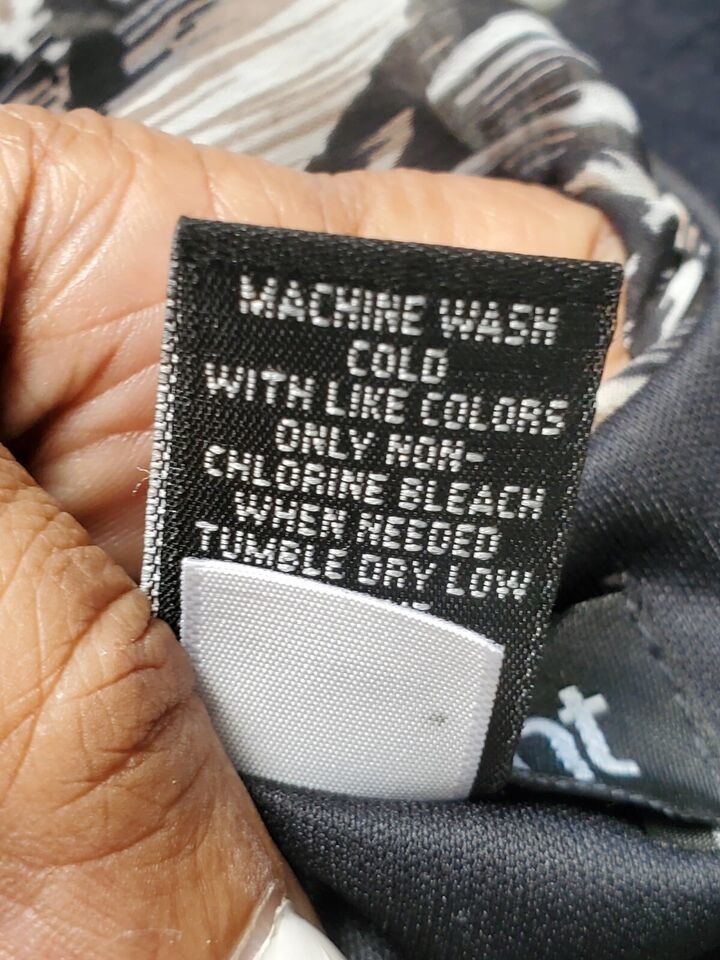 MACHINE WASH
COLD
WITH LIKE COLORS
ONLY NON-
CHLORINE BLEACH
WHEN NEEDED
TUMBLE DRY LOW